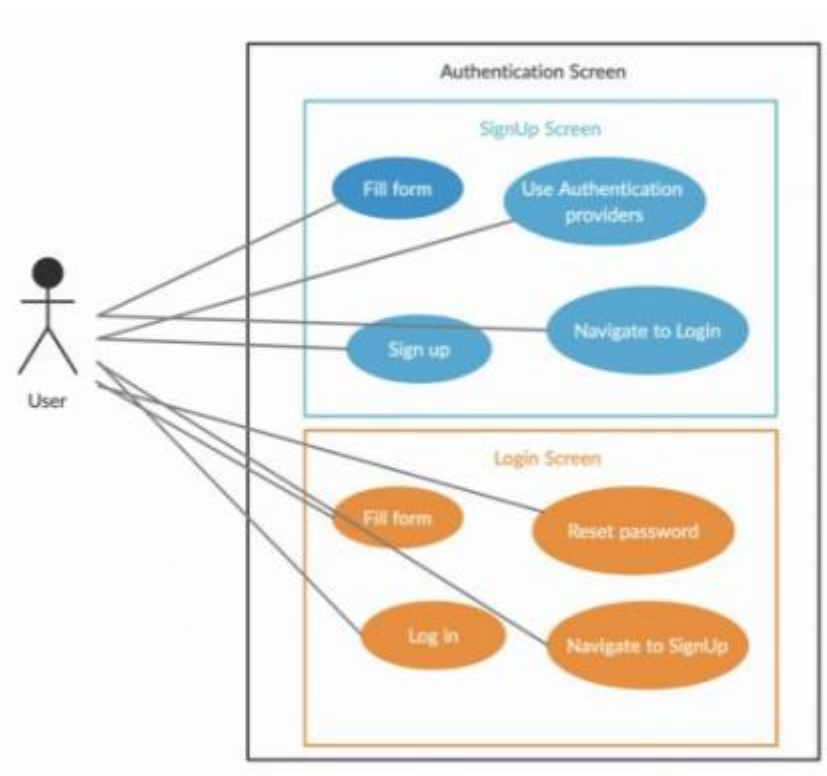 Authentication Screen
SignUp Screen
Fill form
Use Authentication
providers
Sign up
Navigate to Login
User
Login Screen
Fill form
Reset password
Log in
Navigate to SignUp